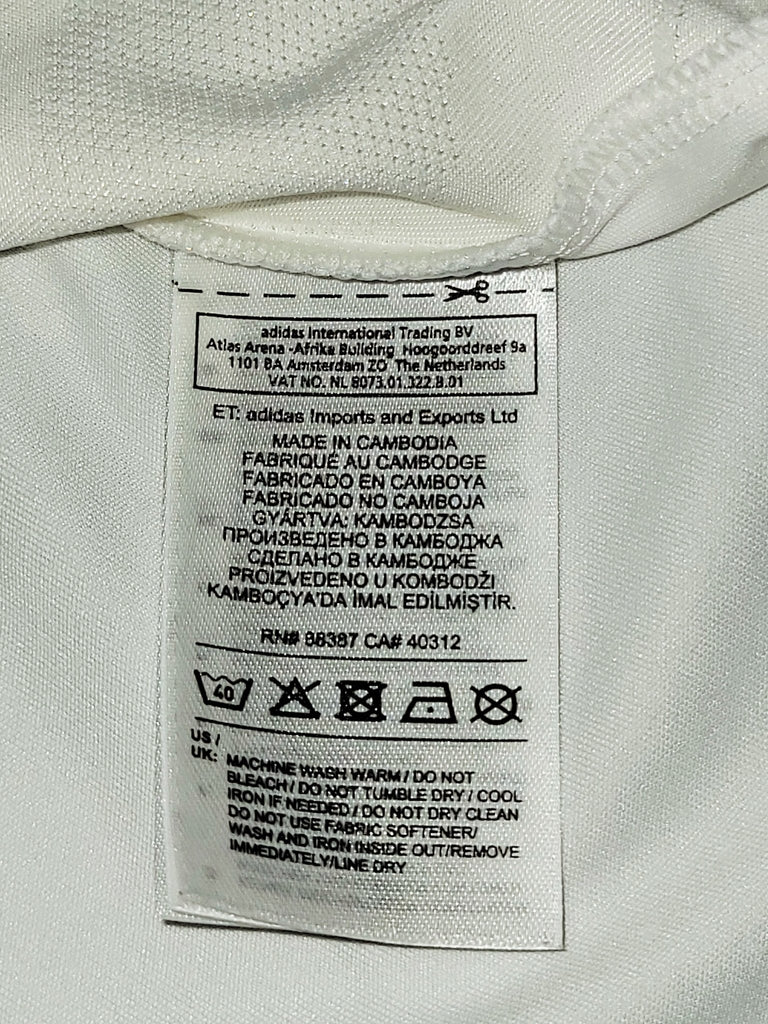 adidas International Trading BV
Atlas Arena -Afrika Building Hoogoorddreef 9a
1101 BA Amsterdam ZO The Netherlands
VAT NO. NL 8073.01.322.B.01
ET: adidas Imports and Exports Ltd
MADE IN CAMBODIA
FABRIQUÉ AU CAMBODGE
FABRICADO EN CAMBOYA
FABRICADO NO CAMBOJA
GYÁRTVA: KAMBODZSA
ПРОИЗВЕДЕНО В КАМБОДЖА
СДЕЛАНО В КАМБОДЖЕ
PROIZVEDENO U KOMBODŽI
KAMBOÇYA'DA İMAL EDİLMİŞTİR.
RN# 88387 CA# 40312
40
US /
UK: MACHINE WASH WARM / DO NOT
BLEACH / DO NOT TUMBLE DRY / COOL
IRON IF NEEDED / DO NOT DRY CLEAN
DO NOT USE FABRIC SOFTENER/
WASH AND IRON INSIDE OUT/REMOVE
IMMEDIATELY/LINE DRY